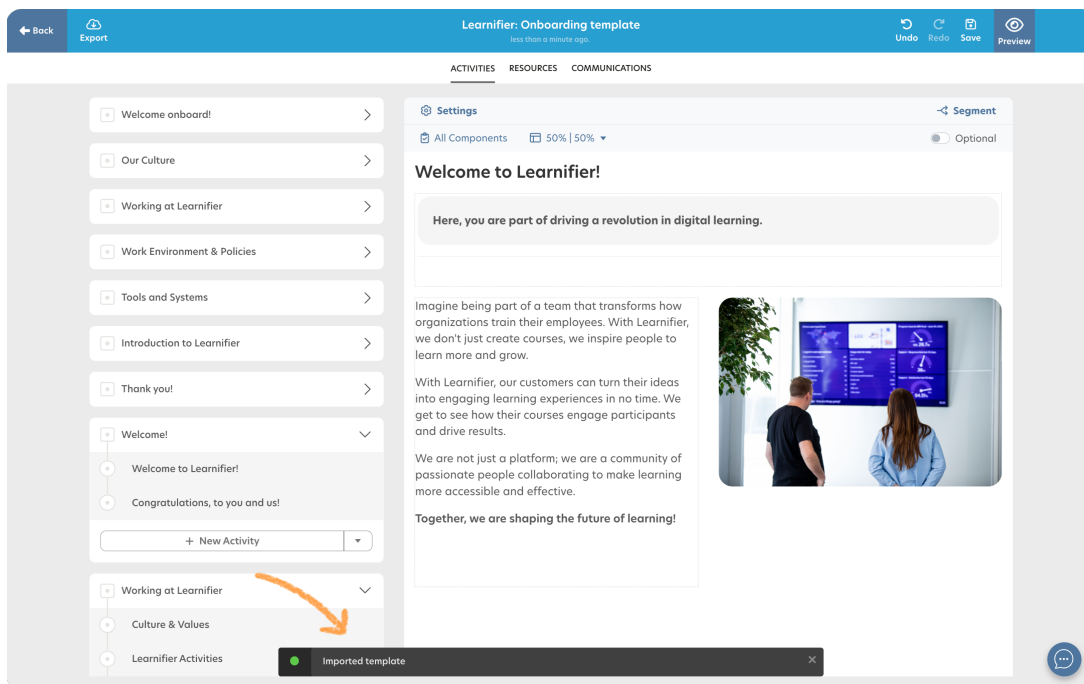 Back
Export
Learnifier: Onboarding template
less than a minute ago.
Undo
Redo
Save
Preview
ACTIVITIES
RESOURCES
COMMUNICATIONS
Welcome onboard!
Our Culture
Working at Learnifier
Work Environment & Policies
Tools and Systems
Introduction to Learnifier
Thank you!
Welcome!
Welcome to Learnifier!
Congratulations, to you and us!
+ New Activity
Working at Learnifier
Culture & Values
Learnifier Activities
Settings
Segment
All Components
50% | 50%
Optional
Welcome to Learnifier!
Here, you are part of driving a revolution in digital learning.
Imagine being part of a team that transforms how
organizations train their employees. With Learnifier,
we don't just create courses, we inspire people to
learn more and grow.
With Learnifier, our customers can turn their ideas
into engaging learning experiences in no time. We
get to see how their courses engage participants
and drive results.
We are not just a platform; we are a community of
passionate people collaborating to make learning
more accessible and effective.
Together, we are shaping the future of learning!
Imported template